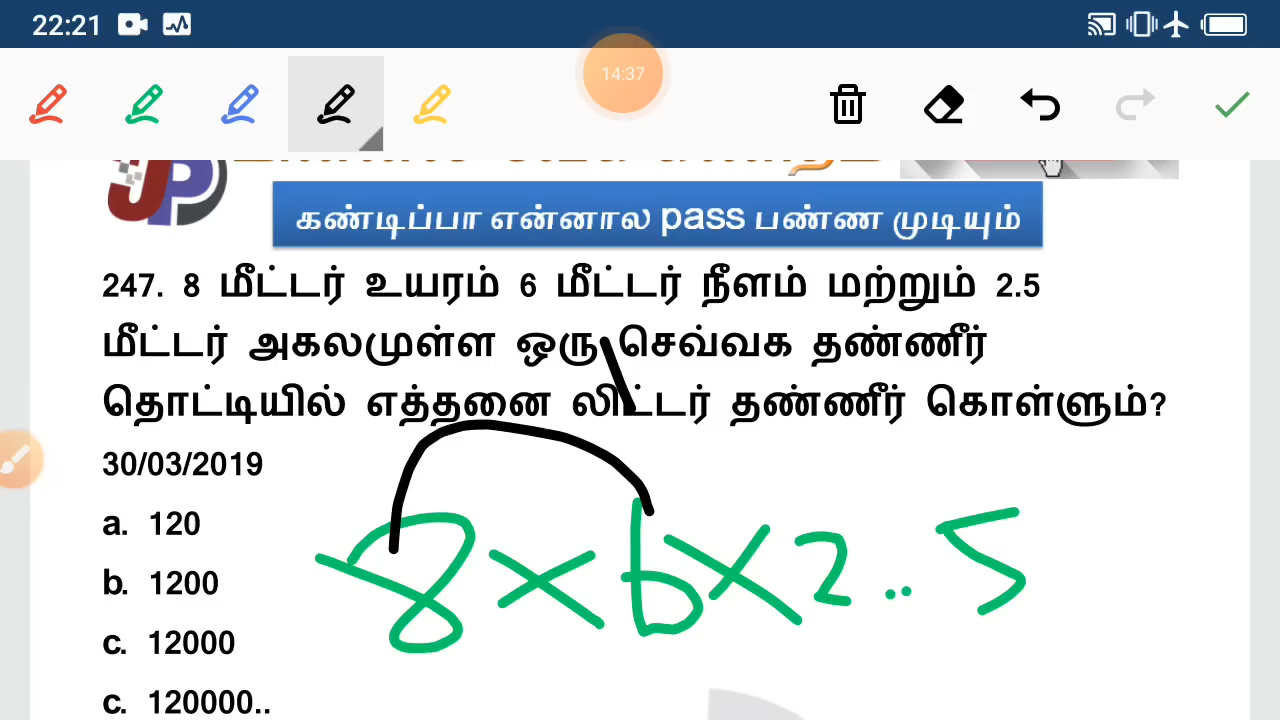 22:21
14:37
JP
கண்டிப்பா என்னால pass பண்ண முடியும்
247. 8 மீட்டர் உயரம் 6 மீட்டர் நீளம் மற்றும் 2.5
மீட்டர் அகலமுள்ள ஒரு செவ்வக தண்ணீர்
தொட்டியில் எத்தனை லிட்டர் தண்ணீர் கொள்ளும்?
30/03/2019
a. 120
8 × 6 × 2..5
b. 1200
c. 12000
c. 120000..